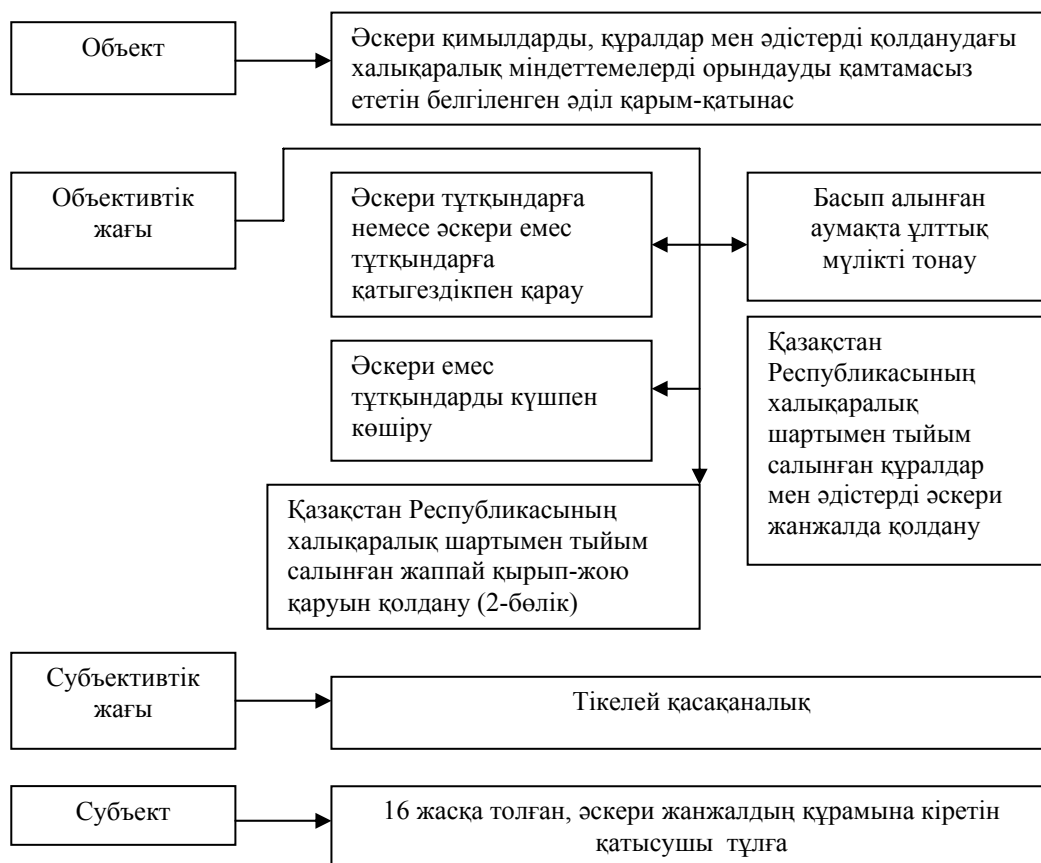 Объект
Әскери қимылдарды, құралдар мен әдістерді қолданудағы
халықаралық міндеттемелерді орындауды қамтамасыз
ететін белгіленген әділ қарым-қатынас
Объективтік
жағы
Әскери тұтқындарға
немесе әскери емес
тұтқындарға
қатыгездікпен қарау
Басып алынған
аумақта ұлттық
мүлікті тонау
Әскери емес
тұтқындарды күшпен
көшіру
Қазақстан
Республикасының
халықаралық
шартымен тыйым
салынған құралдар
мен әдістерді әскери
жанжалда қолдану
Қазақстан Республикасының
халықаралық шартымен тыйым
салынған жаппай қырып-жою
қаруын қолдану (2-бөлік)
Субъективтік
жағы
Тікелей қасақаналық
Субъект
16 жасқа толған, әскери жанжалдың құрамына кіретін
қатысушы тұлға